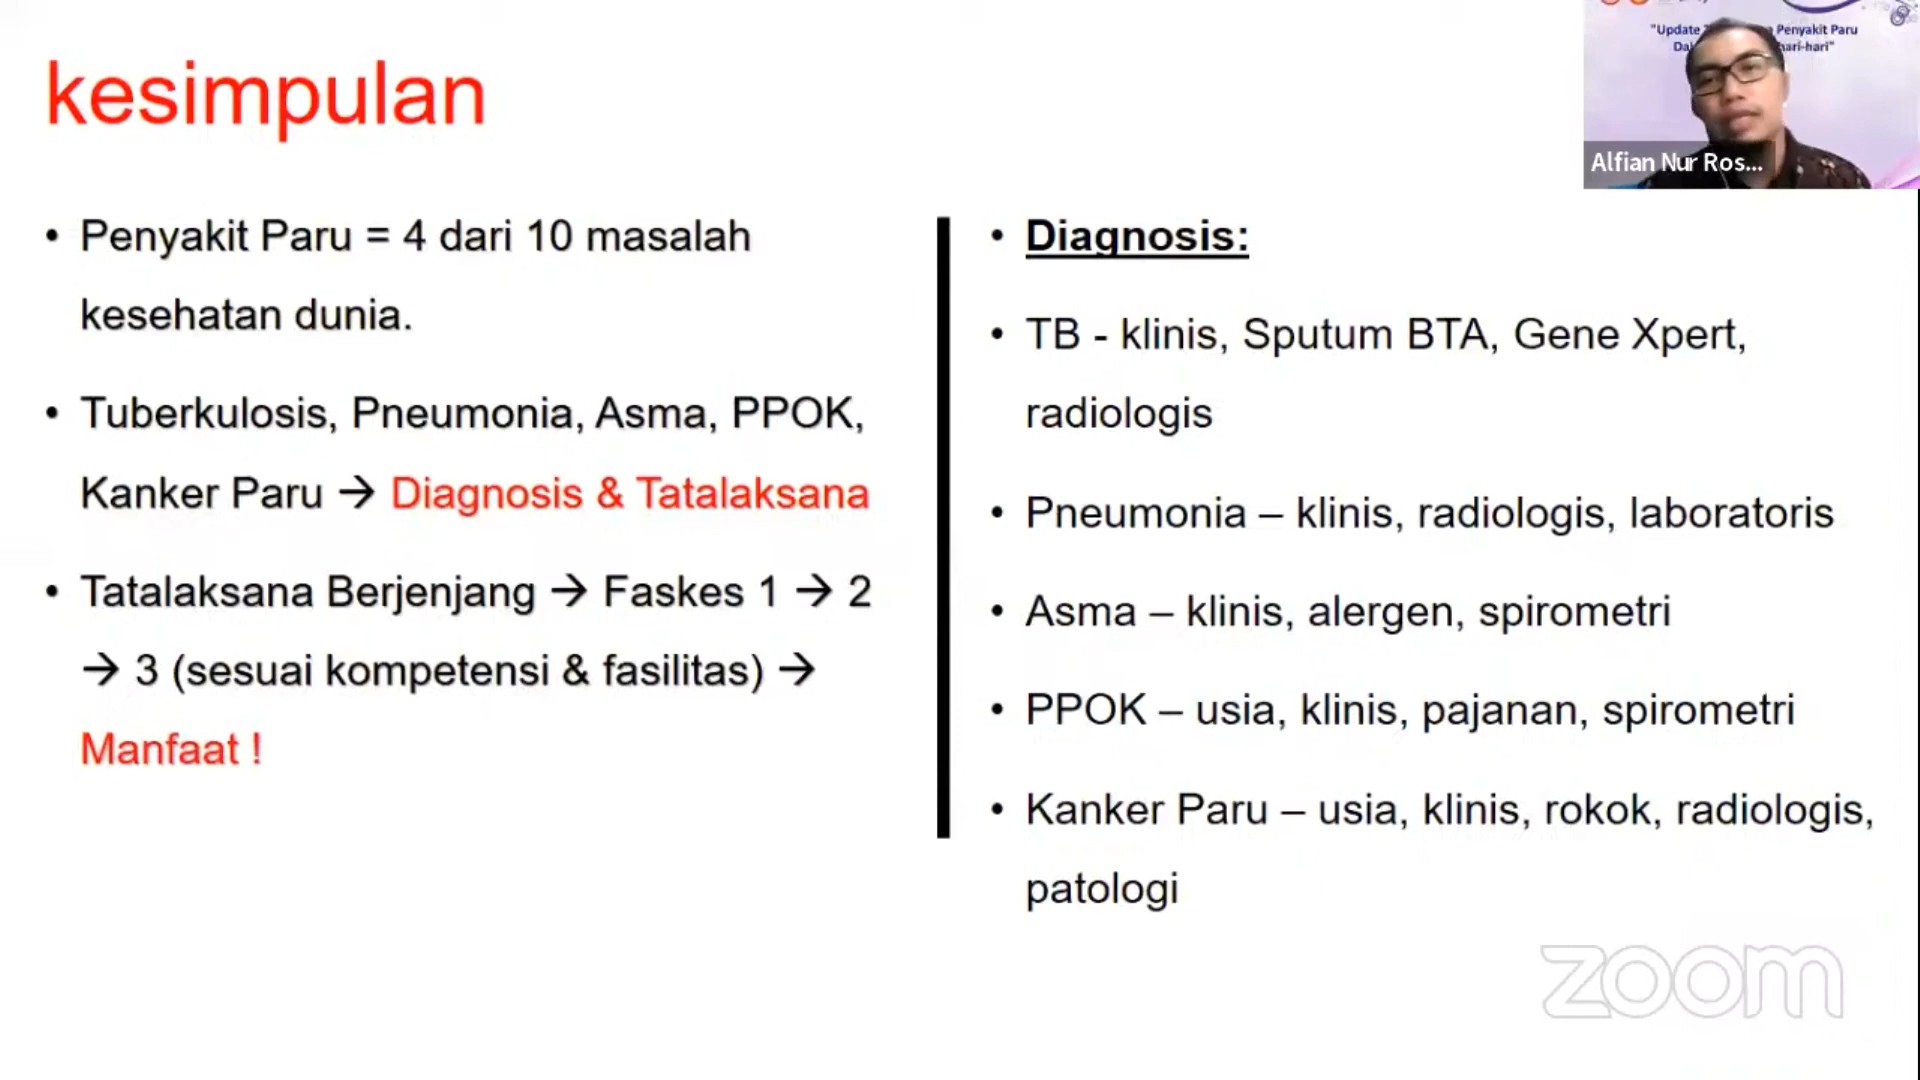 kesimpulan
• Penyakit Paru = 4 dari 10 masalah
kesehatan dunia.
• Tuberkulosis, Pneumonia, Asma, PPOK,
Kanker Paru → Diagnosis & Tatalaksana
• Tatalaksana Berjenjang → Faskes 1 → 2
→ 3 (sesuai kompetensi & fasilitas) →
Manfaat !
• Diagnosis:
• TB - klinis, Sputum BTA, Gene Xpert,
radiologis
• Pneumonia – klinis, radiologis, laboratoris
• Asma – klinis, alergen, spirometri
• PPOK – usia, klinis, pajanan, spirometri
• Kanker Paru – usia, klinis, rokok, radiologis,
patologi
"Update Penyakit Paru
hari-hari"
Alfian Nur Ros...
zoom